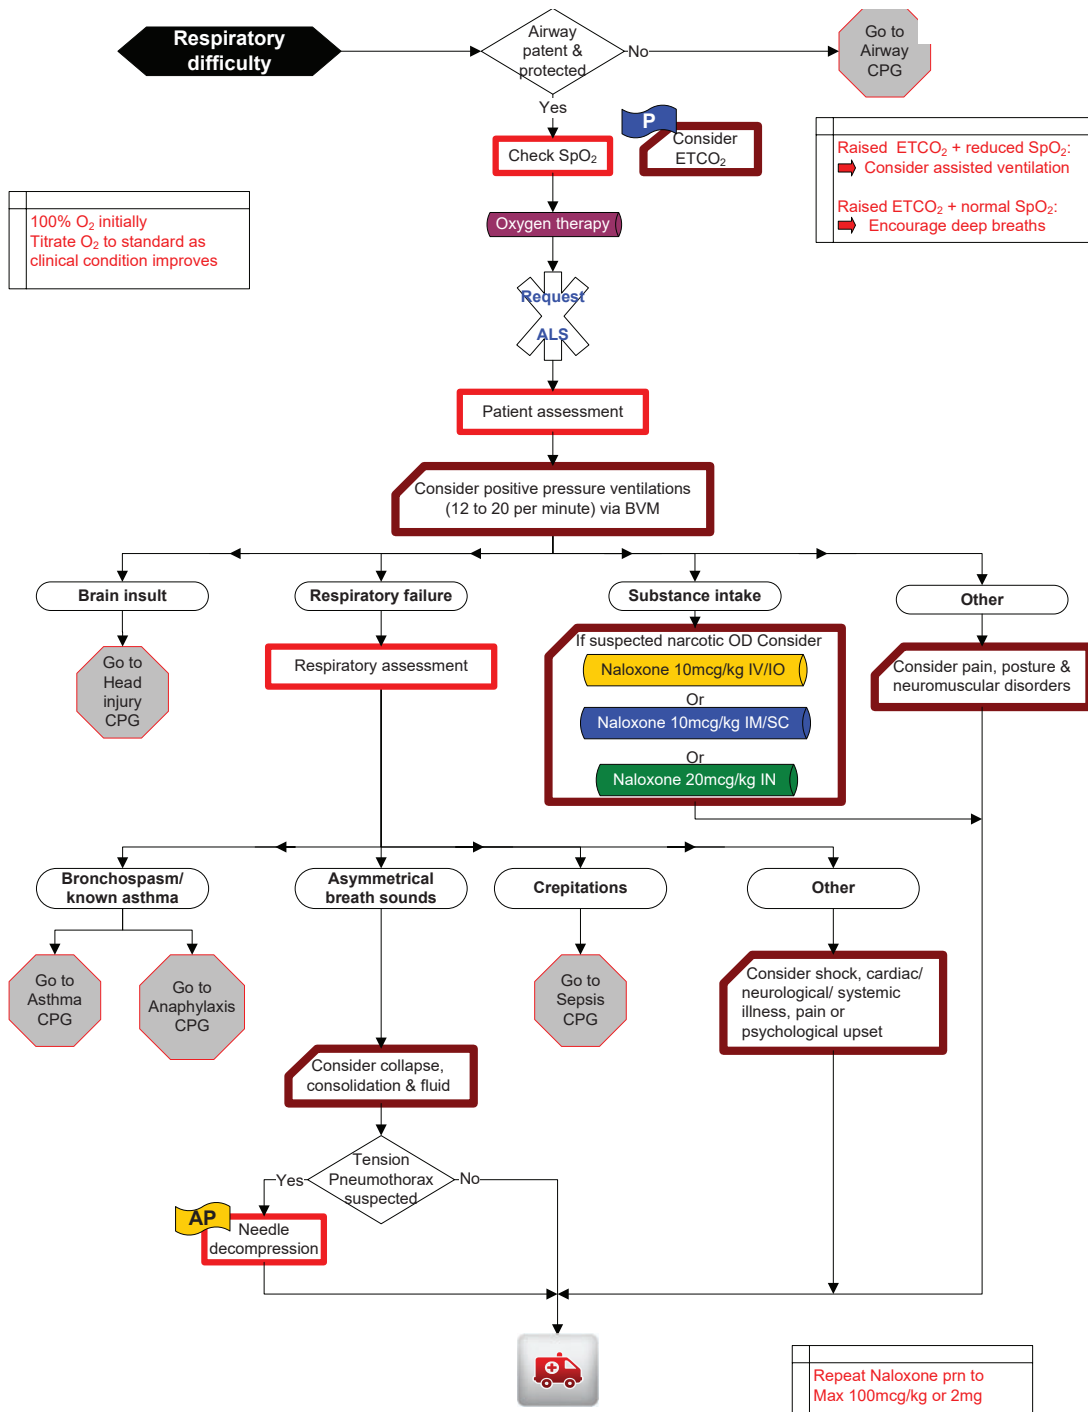 Respiratory
difficulty
Airway
patent &
protected
No
Go to
Airway
CPG
Yes
P
Consider
ETCO₂
Check SpO₂
Raised ETCO₂ + reduced SpO₂:
Consider assisted ventilation
Raised ETCO₂ + normal SpO₂:
Encourage deep breaths
100% O₂ initially
Titrate O₂ to standard as
clinical condition improves
Oxygen therapy
Request
ALS
Patient assessment
Consider positive pressure ventilations
(12 to 20 per minute) via BVM
Brain insult
Respiratory failure
Substance intake
Other
Go to
Head
injury
CPG
Respiratory assessment
If suspected narcotic OD Consider
Naloxone 10mcg/kg IV/IO
Or
Naloxone 10mcg/kg IM/SC
Or
Naloxone 20mcg/kg IN
Consider pain, posture &
neuromuscular disorders
Bronchospasm/
known asthma
Asymmetrical
breath sounds
Crepitations
Other
Go to
Asthma
CPG
Go to
Anaphylaxis
CPG
Go to
Sepsis
CPG
Consider shock, cardiac/
neurological/ systemic
illness, pain or
psychological upset
Consider collapse,
consolidation & fluid
Tension
Pneumothorax
suspected
Yes
No
AP
Needle
decompression
Repeat Naloxone prn to
Max 100mcg/kg or 2mg